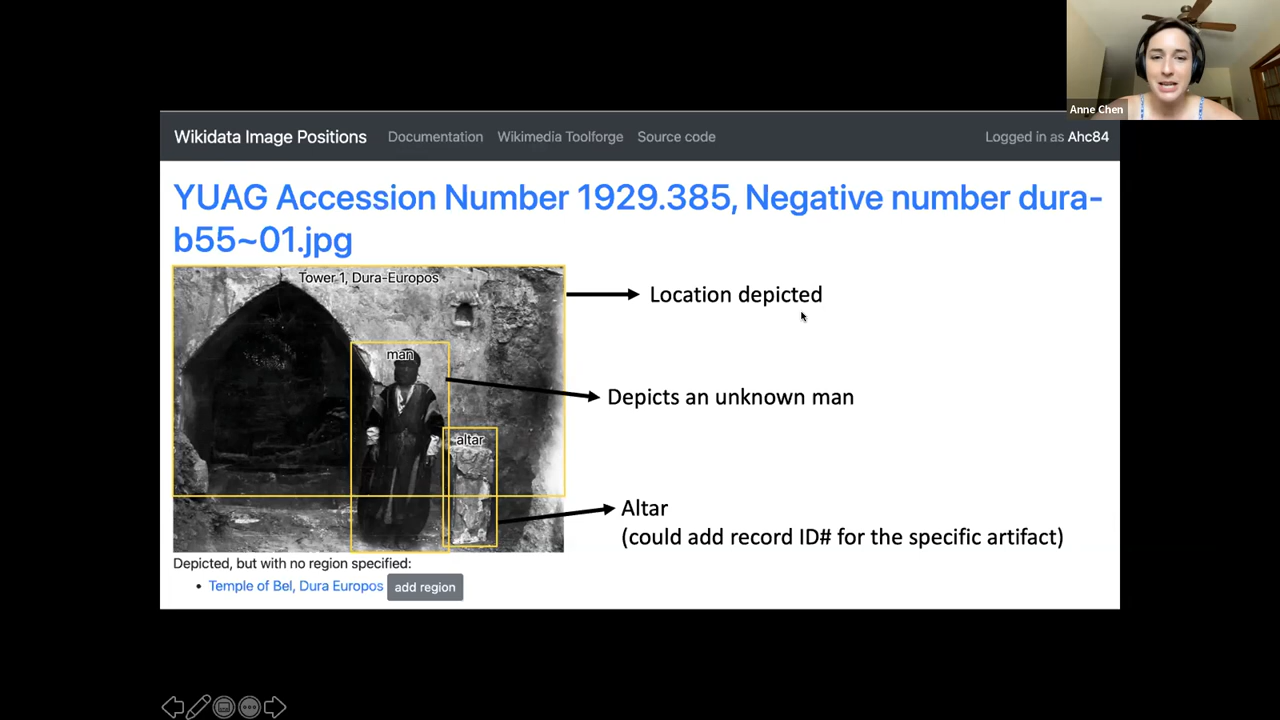 Anne Chen
Wikidata Image Positions Documentation Wikimedia Toolforge Source code Logged in as Ahc84
YUAG Accession Number 1929.385, Negative number dura-
b55~01.jpg
Tower 1, Dura-Europos
Location depicted
man
Depicts an unknown man
altar
Altar
(could add record ID# for the specific artifact)
Depicted, but with no region specified:
• Temple of Bel, Dura Europos add region